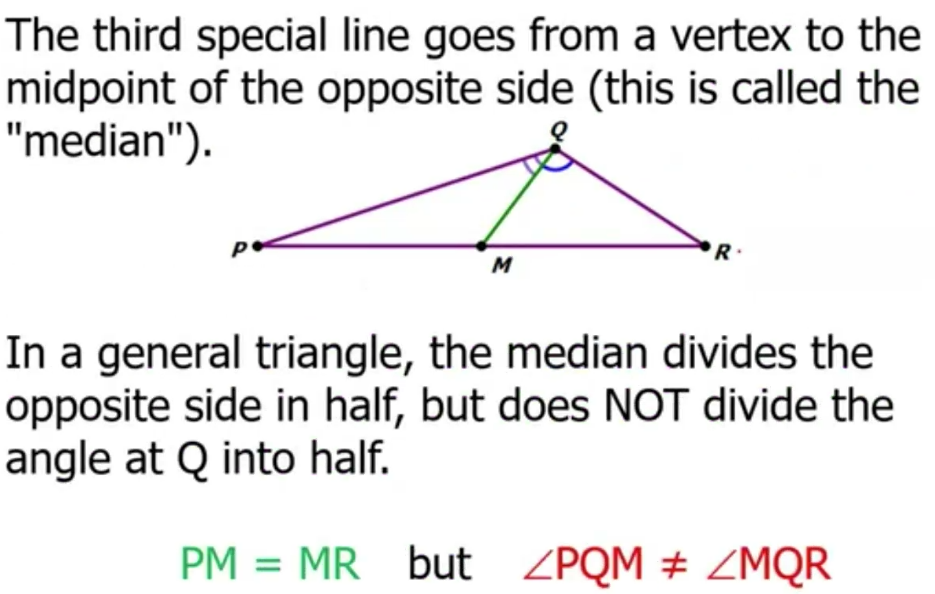 The third special line goes from a vertex to the
midpoint of the opposite side (this is called the
"median").
Q
P
M
R
In a general triangle, the median divides the
opposite side in half, but does NOT divide the
angle at Q into half.
PM = MR but ∠PQM ≠ ∠MQR